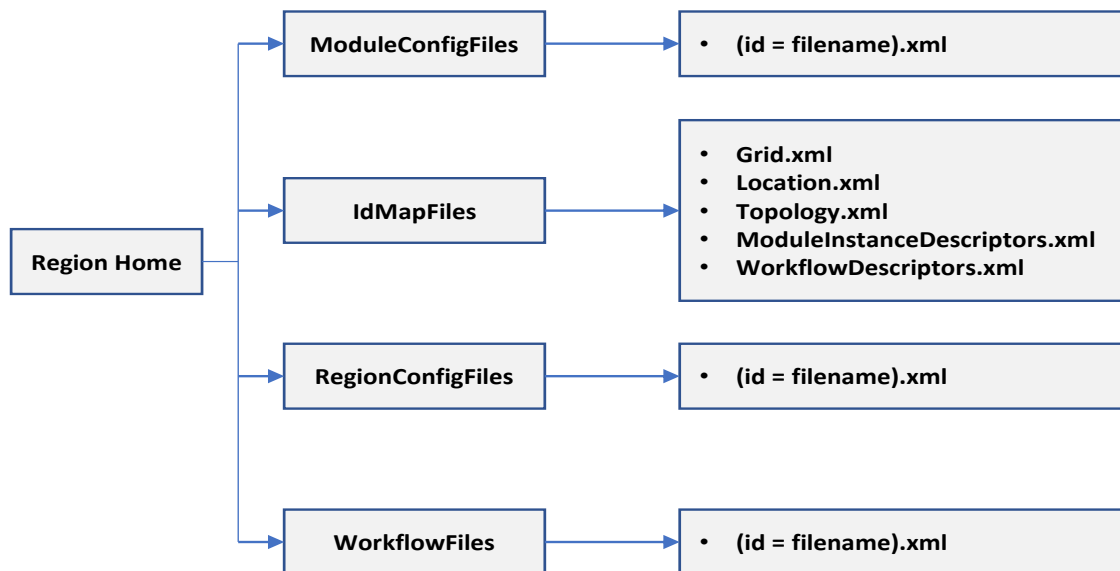 ModuleConfigFiles
• (id = filename).xml
• Grid.xml
• Location.xml
• Topology.xml
• ModuleInstanceDescriptors.xml
• WorkflowDescriptors.xml
IdMapFiles
Region Home
RegionConfigFiles
• (id = filename).xml
WorkflowFiles
• (id = filename).xml